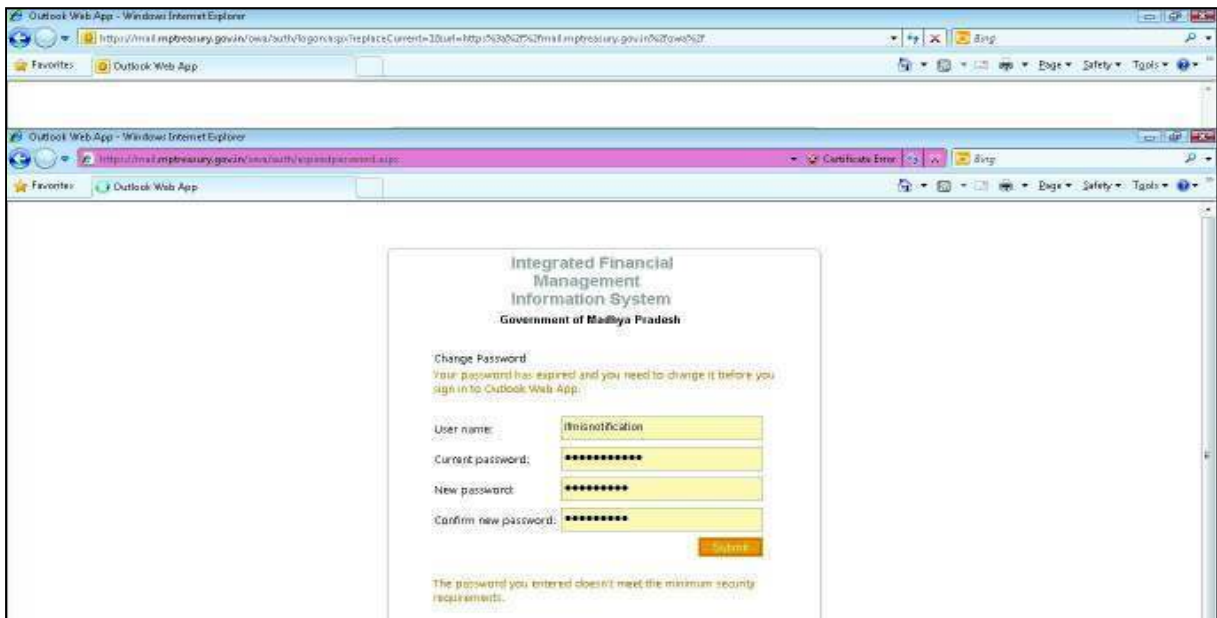 Outlook Web App - Windows Internet Explorer
Bing
Favorites Outlook Web App Page Safety Tools
Outlook Web App - Windows Internet Explorer
Certificate Error Bing
Favorites Outlook Web App Page Safety Tools
Integrated Financial
Management
Information System
Government of Madhya Pradesh
Change Password
Your password has expired and you need to change it before you
sign in to Outlook Web App.
User name: ifmisnotification
Current password:
New password:
Confirm new password:
Submit
The password you entered doesn't meet the minimum security
requirements.